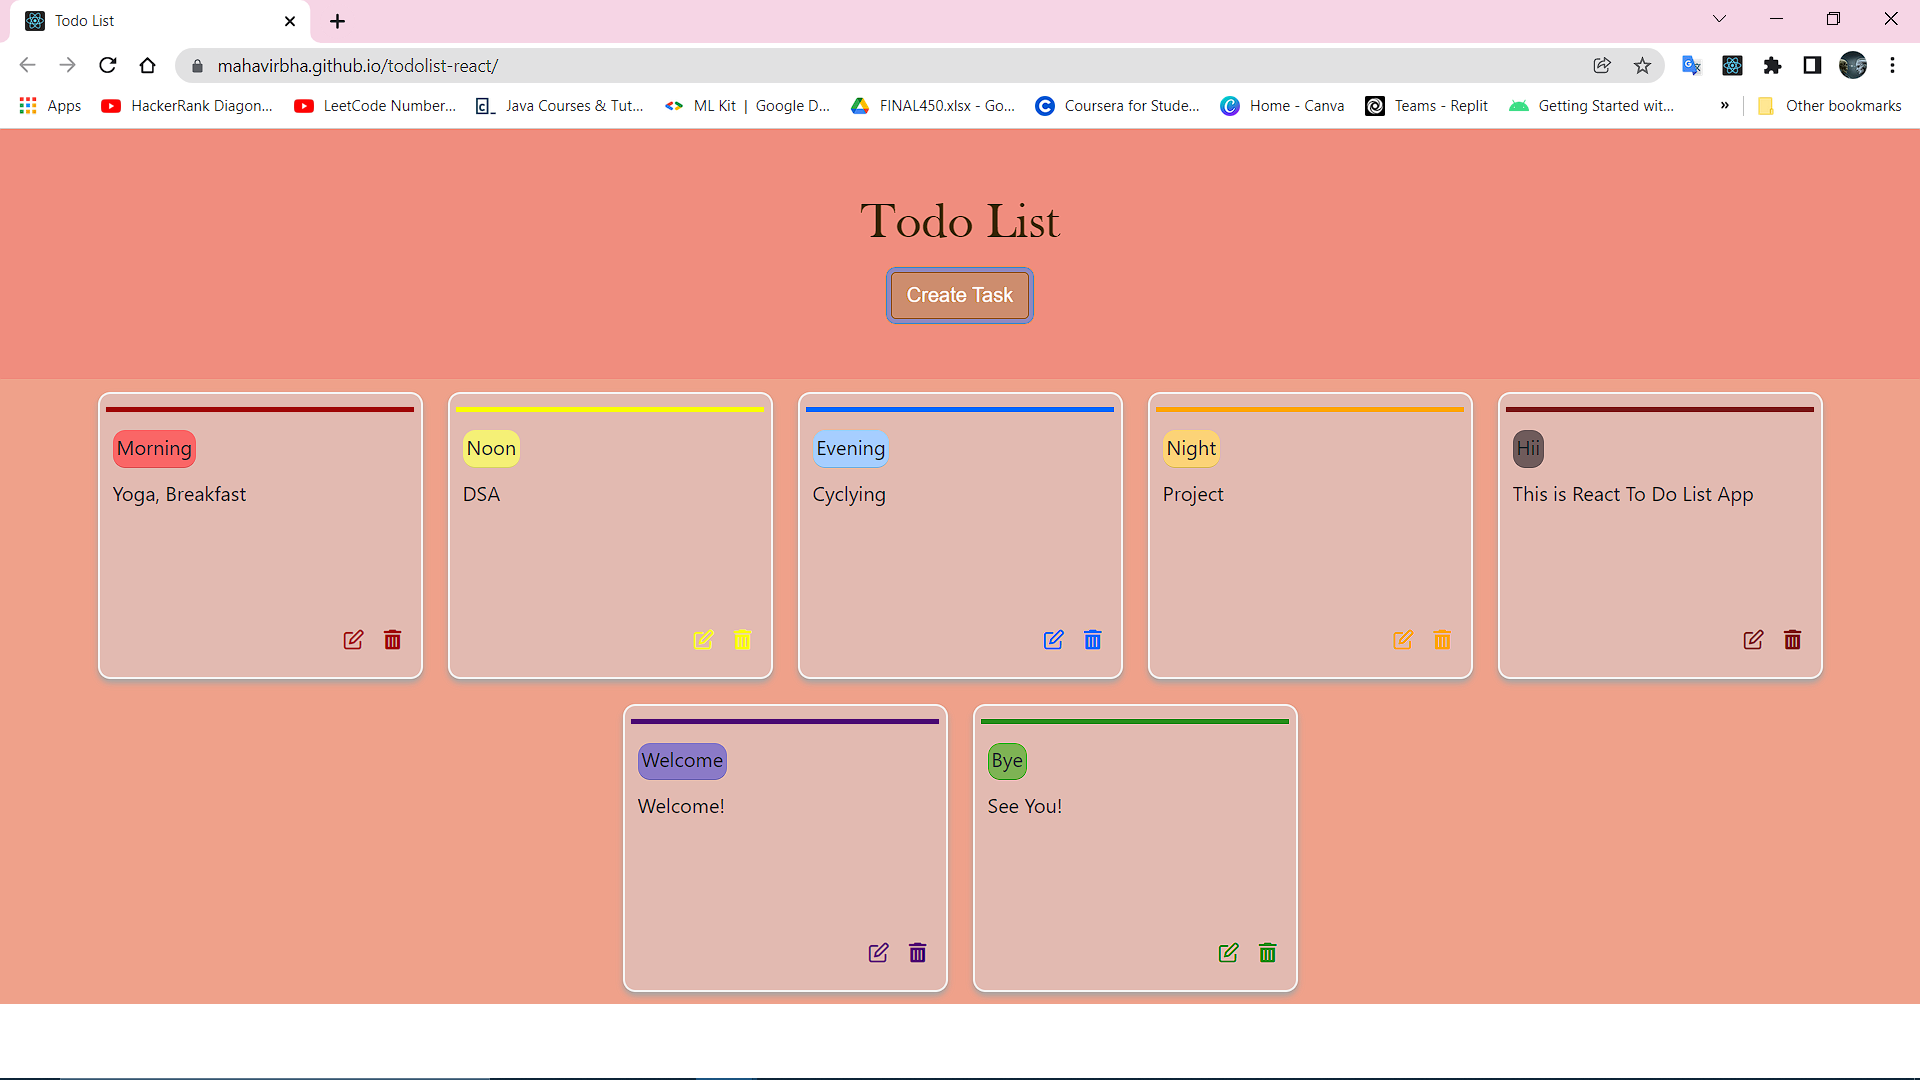 Todo List
mahavirbha.github.io/todolist-react/
Apps HackerRank Diagon... LeetCode Number... Java Courses & Tut... ML Kit | Google D... FINAL450.xlsx - Go... Coursera for Stude... Home - Canva Teams - Replit Getting Started wit... » Other bookmarks
Todo List
Create Task
Morning Noon Evening Night Hii
Yoga, Breakfast DSA Cyclying Project This is React To Do List App
Welcome Bye
Welcome! See You!